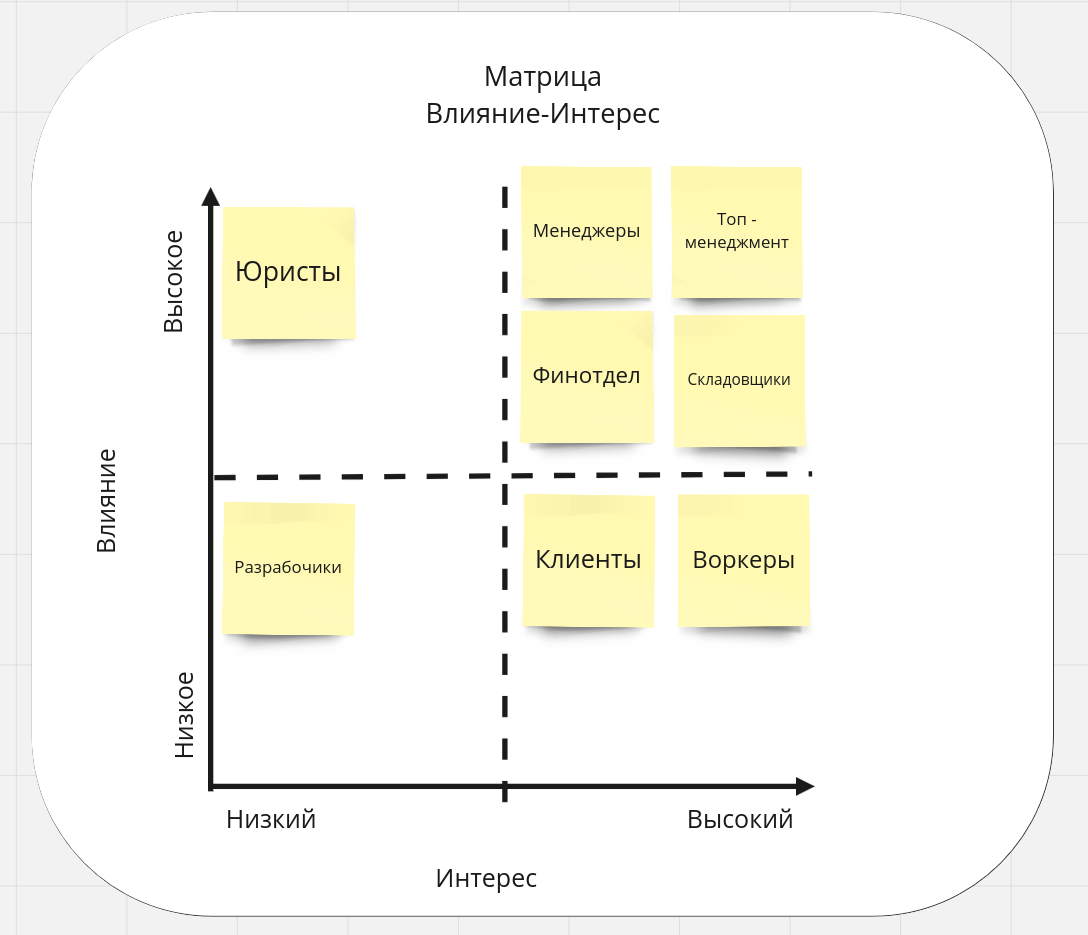 Матрица
Влияние-Интерес
Высокое
Юристы
Менеджеры
Топ -
менеджмент
Финотдел
Складовщики
Влияние
Разрабочики
Клиенты
Воркеры
Низкое
Низкий
Высокий
Интерес